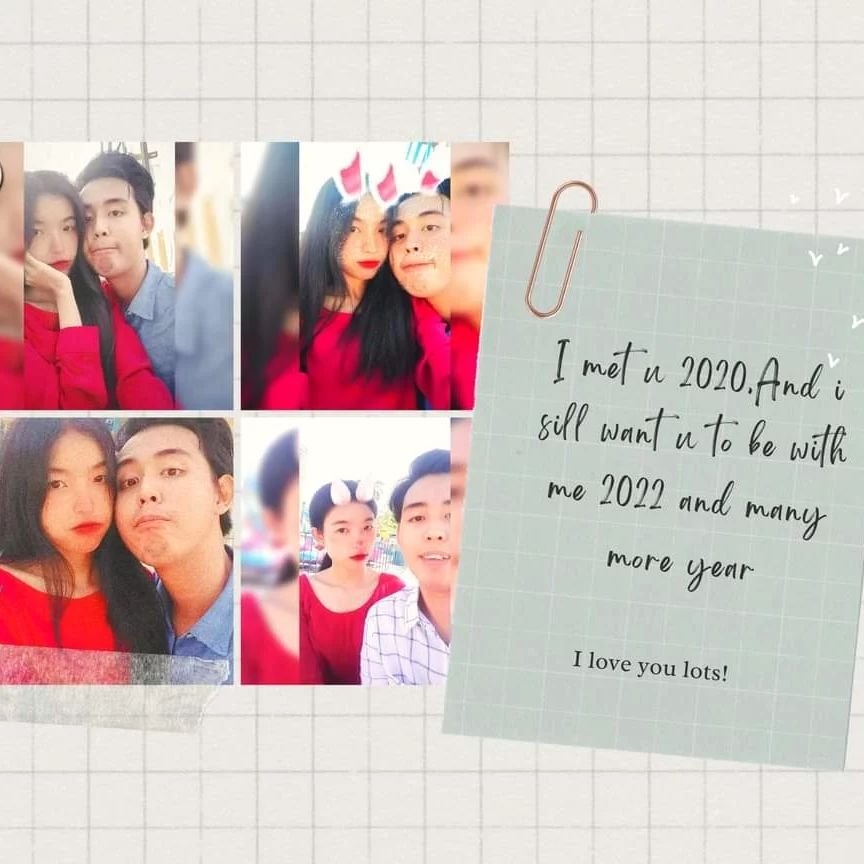 I met u 2020.And i
sill want u to be with
me 2022 and many
more year
I love you lots!